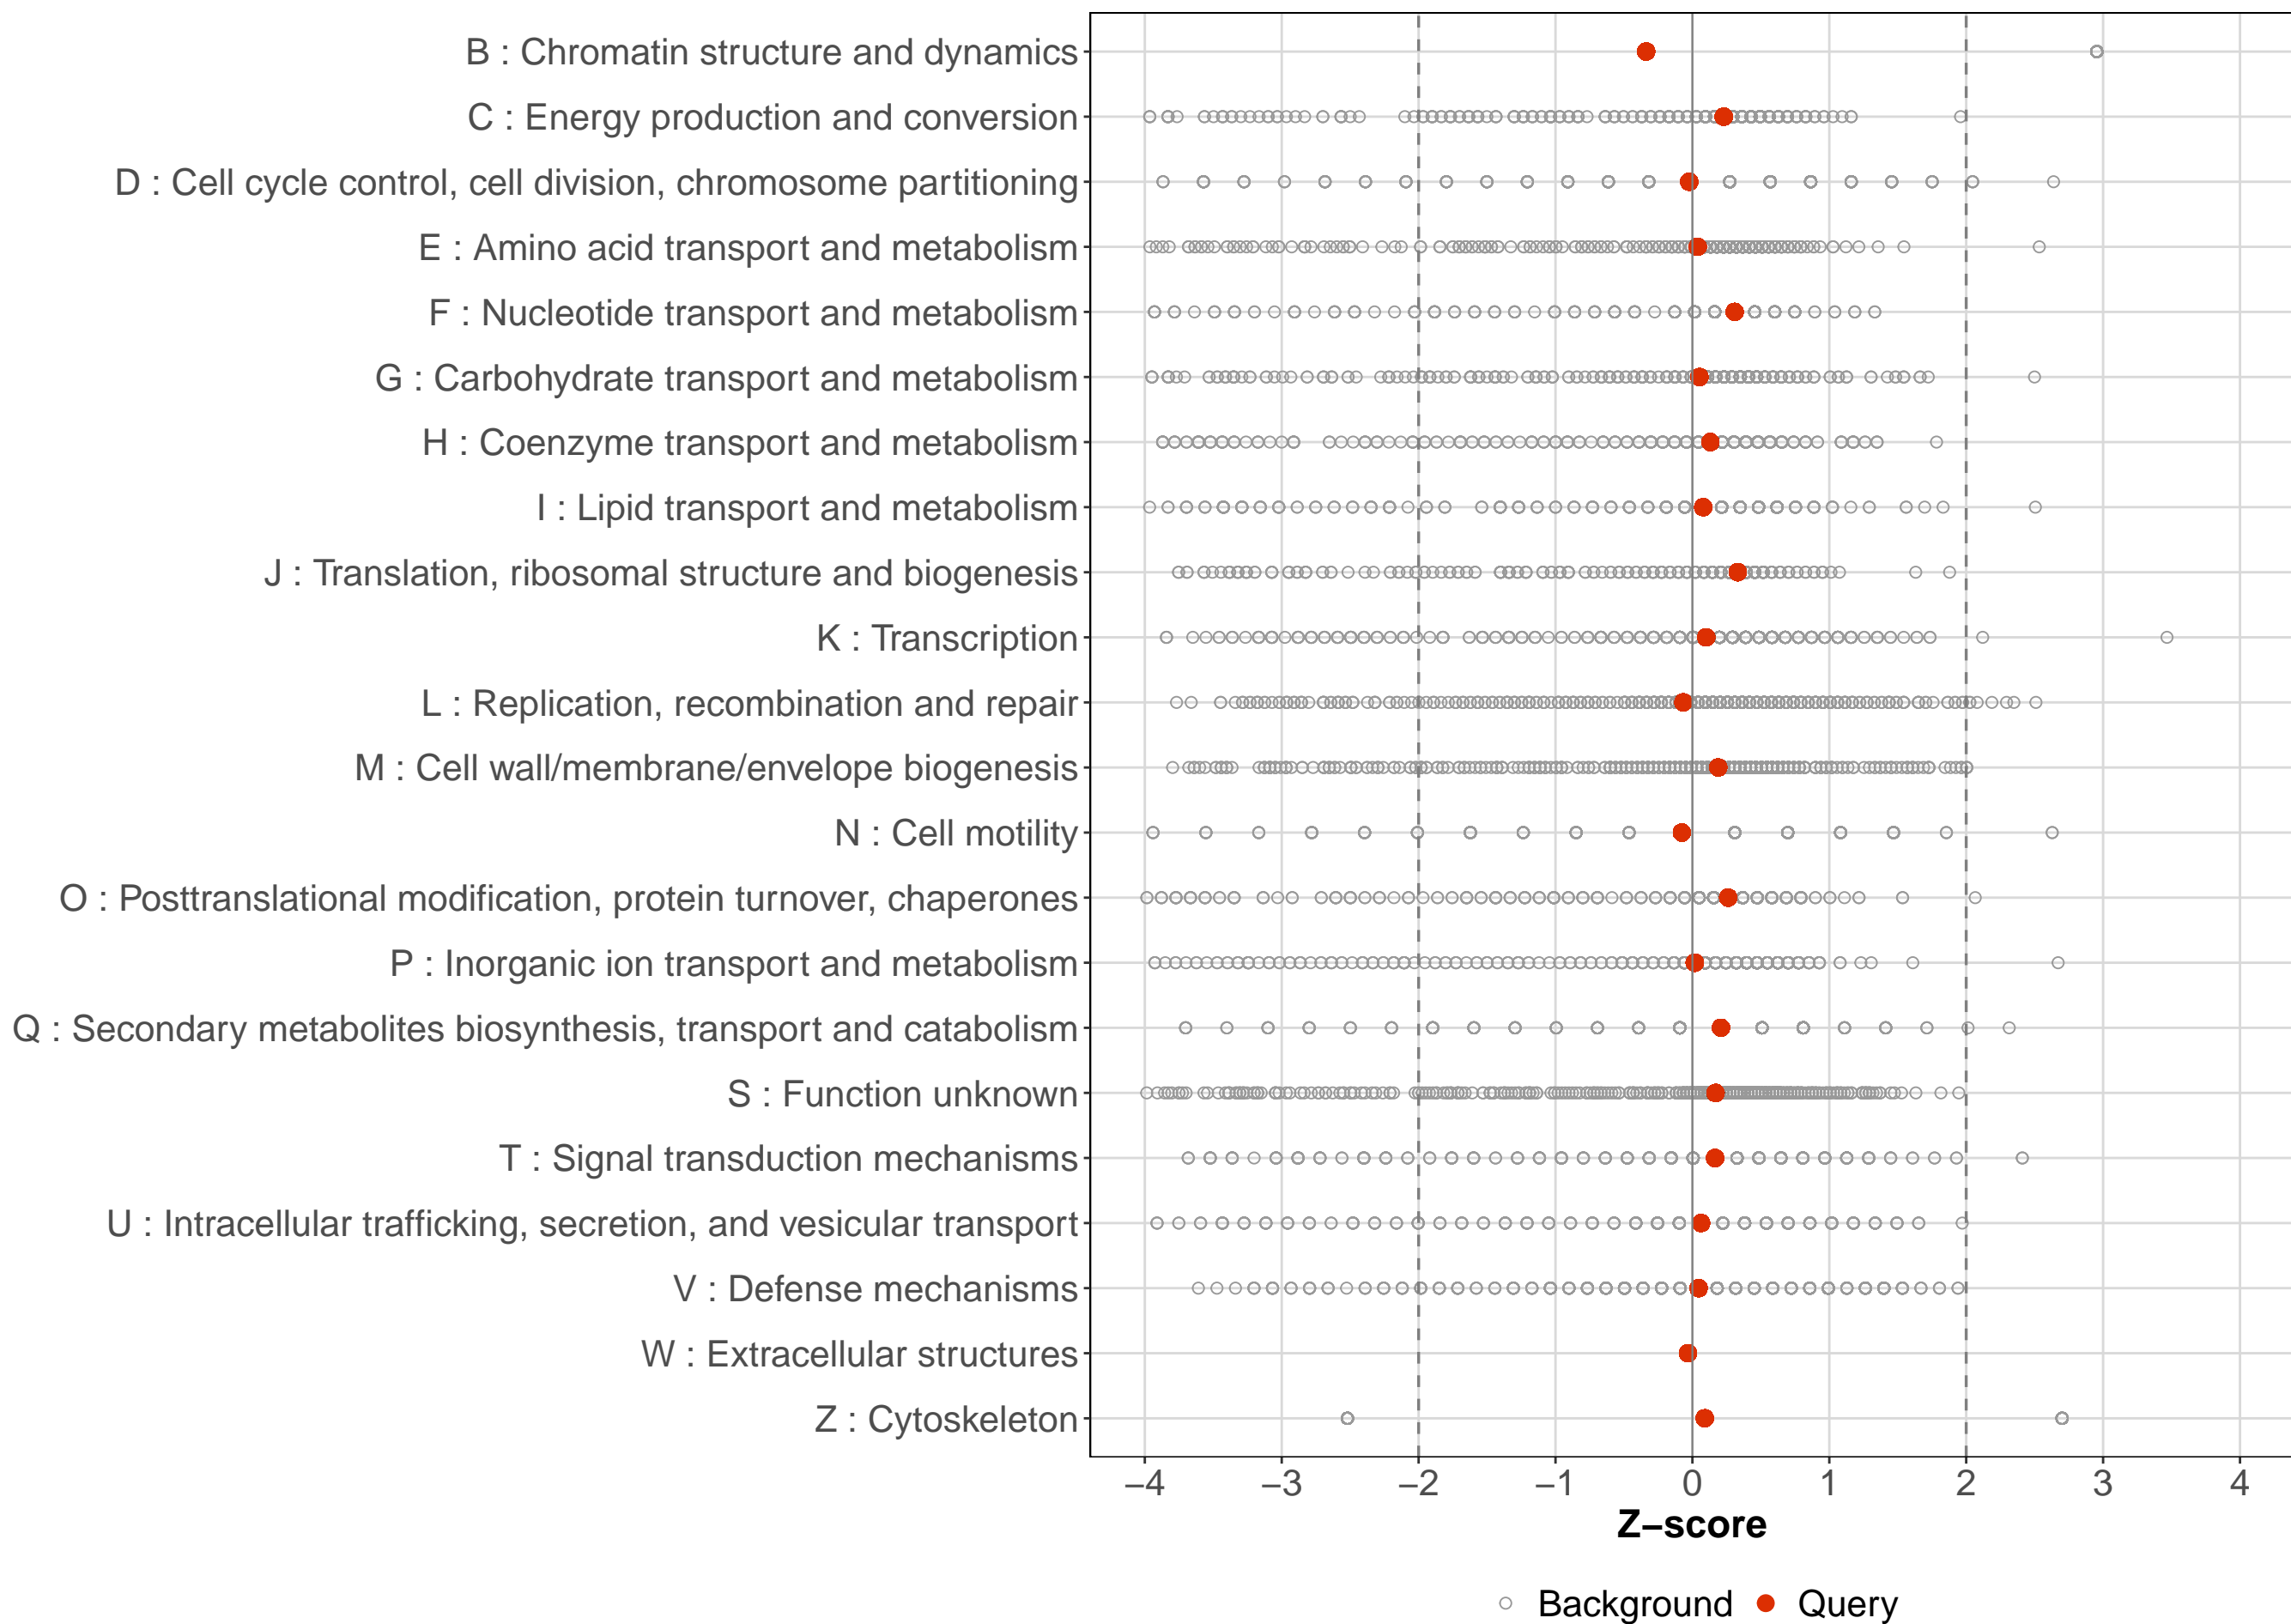 B : Chromatin structure and dynamics
C : Energy production and conversion
D : Cell cycle control, cell division, chromosome partitioning
E : Amino acid transport and metabolism
F : Nucleotide transport and metabolism
G : Carbohydrate transport and metabolism
H : Coenzyme transport and metabolism
I : Lipid transport and metabolism
J : Translation, ribosomal structure and biogenesis
K : Transcription
L : Replication, recombination and repair
M : Cell wall/membrane/envelope biogenesis
N : Cell motility
O : Posttranslational modification, protein turnover, chaperones
P : Inorganic ion transport and metabolism
Q : Secondary metabolites biosynthesis, transport and catabolism
S : Function unknown
T : Signal transduction mechanisms
U : Intracellular trafficking, secretion, and vesicular transport
V : Defense mechanisms
W : Extracellular structures
Z : Cytoskeleton
−4 −3 −2 −1 0 1 2 3 4
Z−score
Background Query